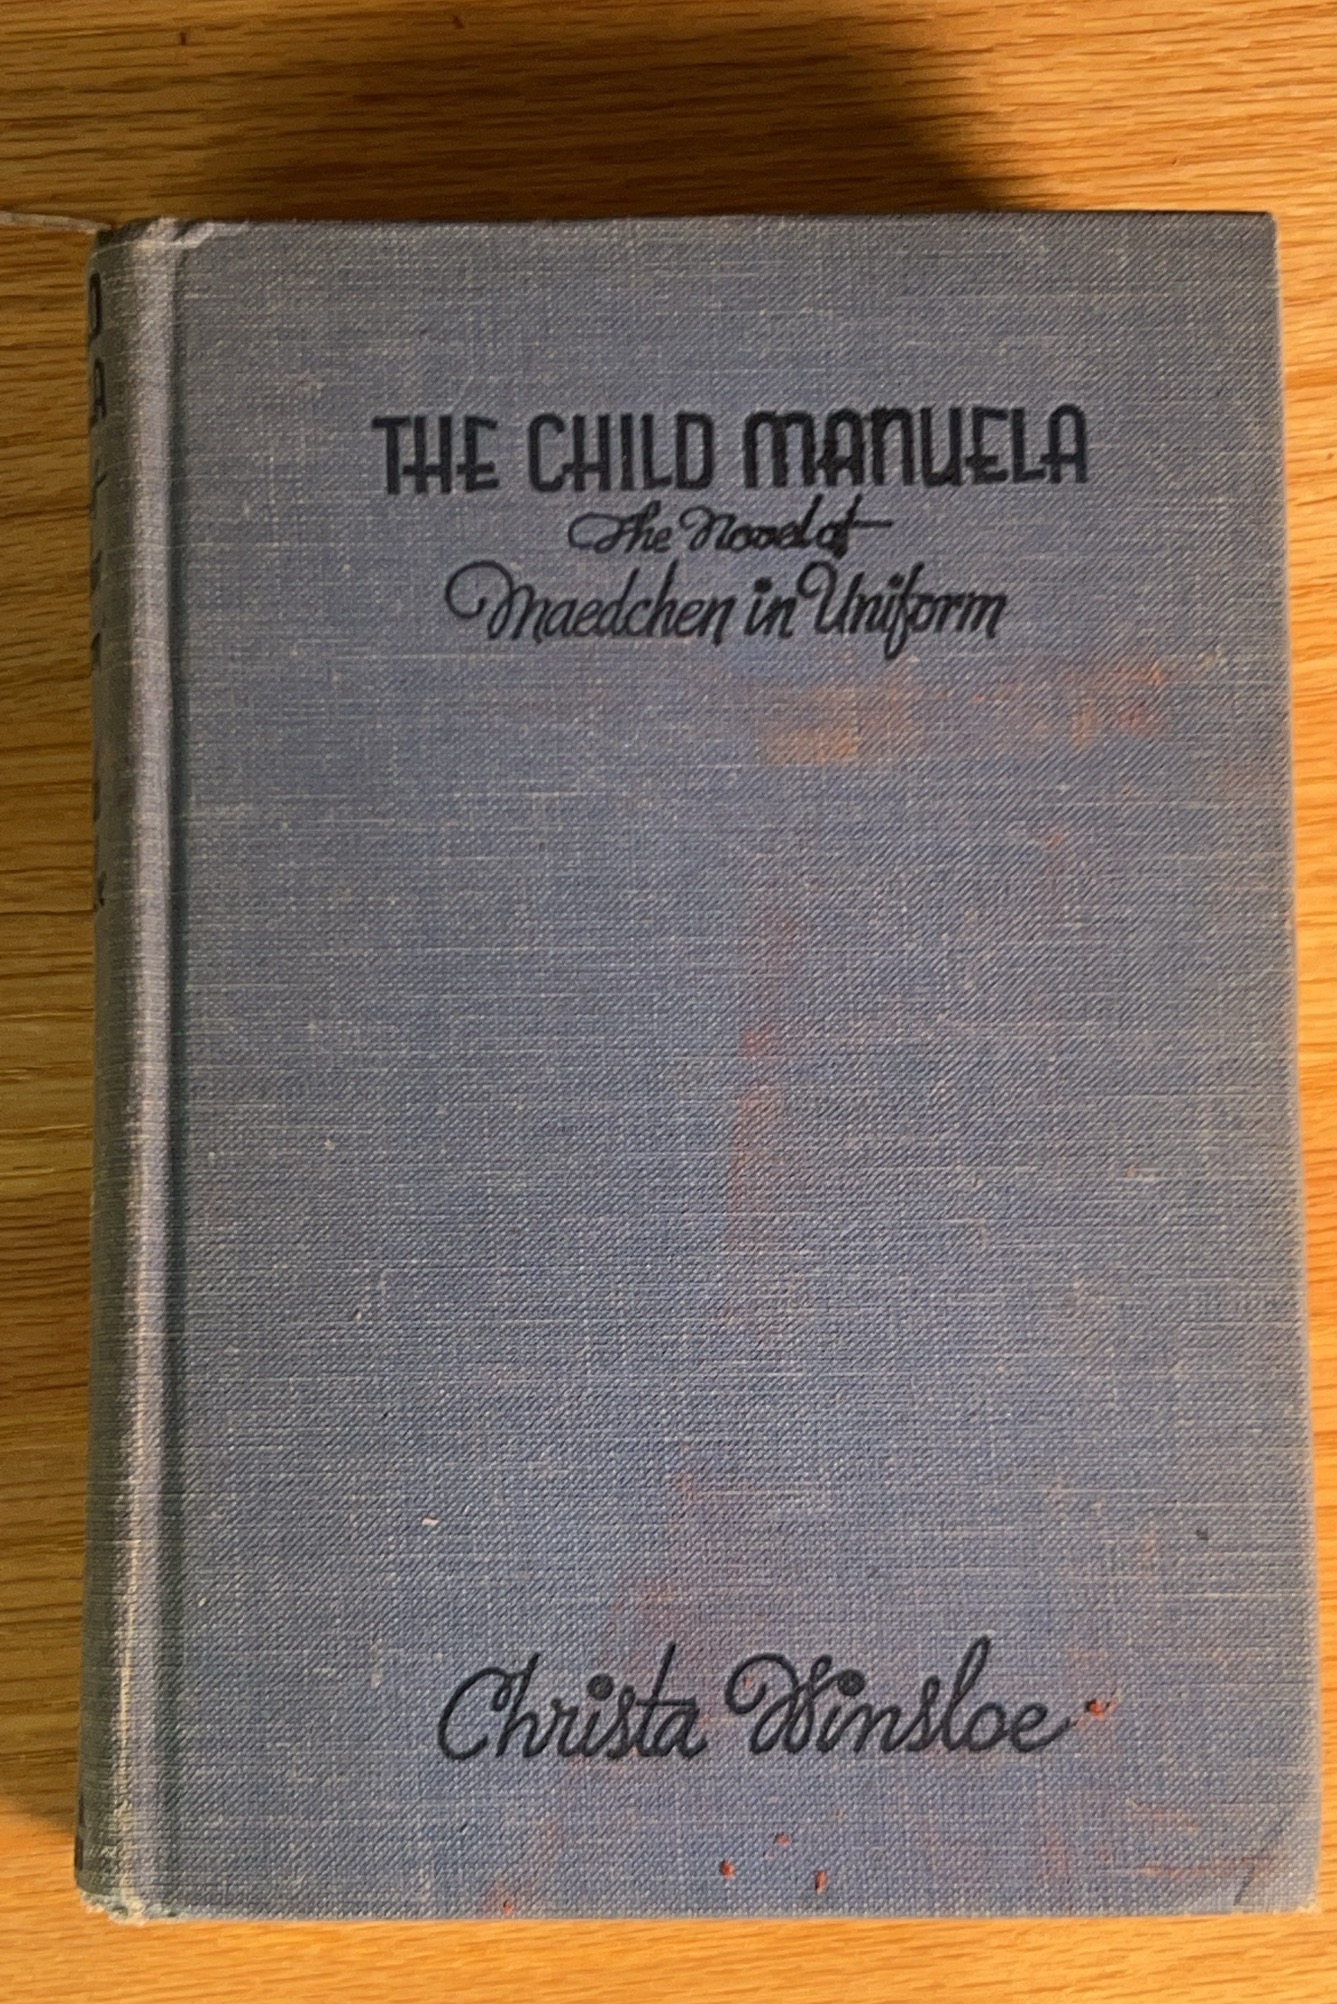 THE CHILD MANUELA
The Novel of
Maedchen in Uniform
Christa Winsloe